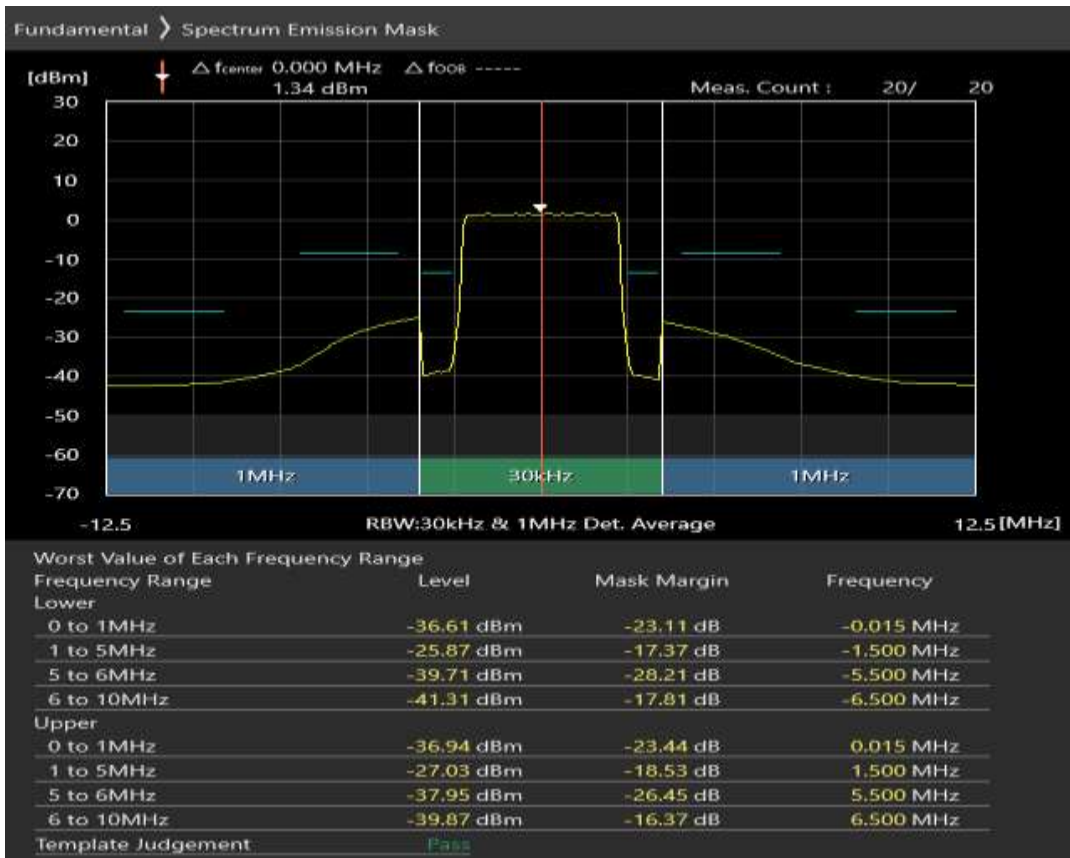 Fundamental ❭ Spectrum Emission Mask
[dBm] △ fcenter 0.000 MHz △ fOOB -----
1.34 dBm Meas. Count : 20/ 20
30
20
10
0
-10
-20
-30
-40
-50
-60
1MHz 30kHz 1MHz
-70
-12.5 RBW:30kHz & 1MHz Det. Average 12.5 [MHz]
Worst Value of Each Frequency Range
Frequency Range Level Mask Margin Frequency
Lower
0 to 1MHz -36.61 dBm -23.11 dB -0.015 MHz
1 to 5MHz -25.87 dBm -17.37 dB -1.500 MHz
5 to 6MHz -39.71 dBm -28.21 dB -5.500 MHz
6 to 10MHz -41.31 dBm -17.81 dB -6.500 MHz
Upper
0 to 1MHz -36.94 dBm -23.44 dB 0.015 MHz
1 to 5MHz -27.03 dBm -18.53 dB 1.500 MHz
5 to 6MHz -37.95 dBm -26.45 dB 5.500 MHz
6 to 10MHz -39.87 dBm -16.37 dB 6.500 MHz
Template Judgement Pass